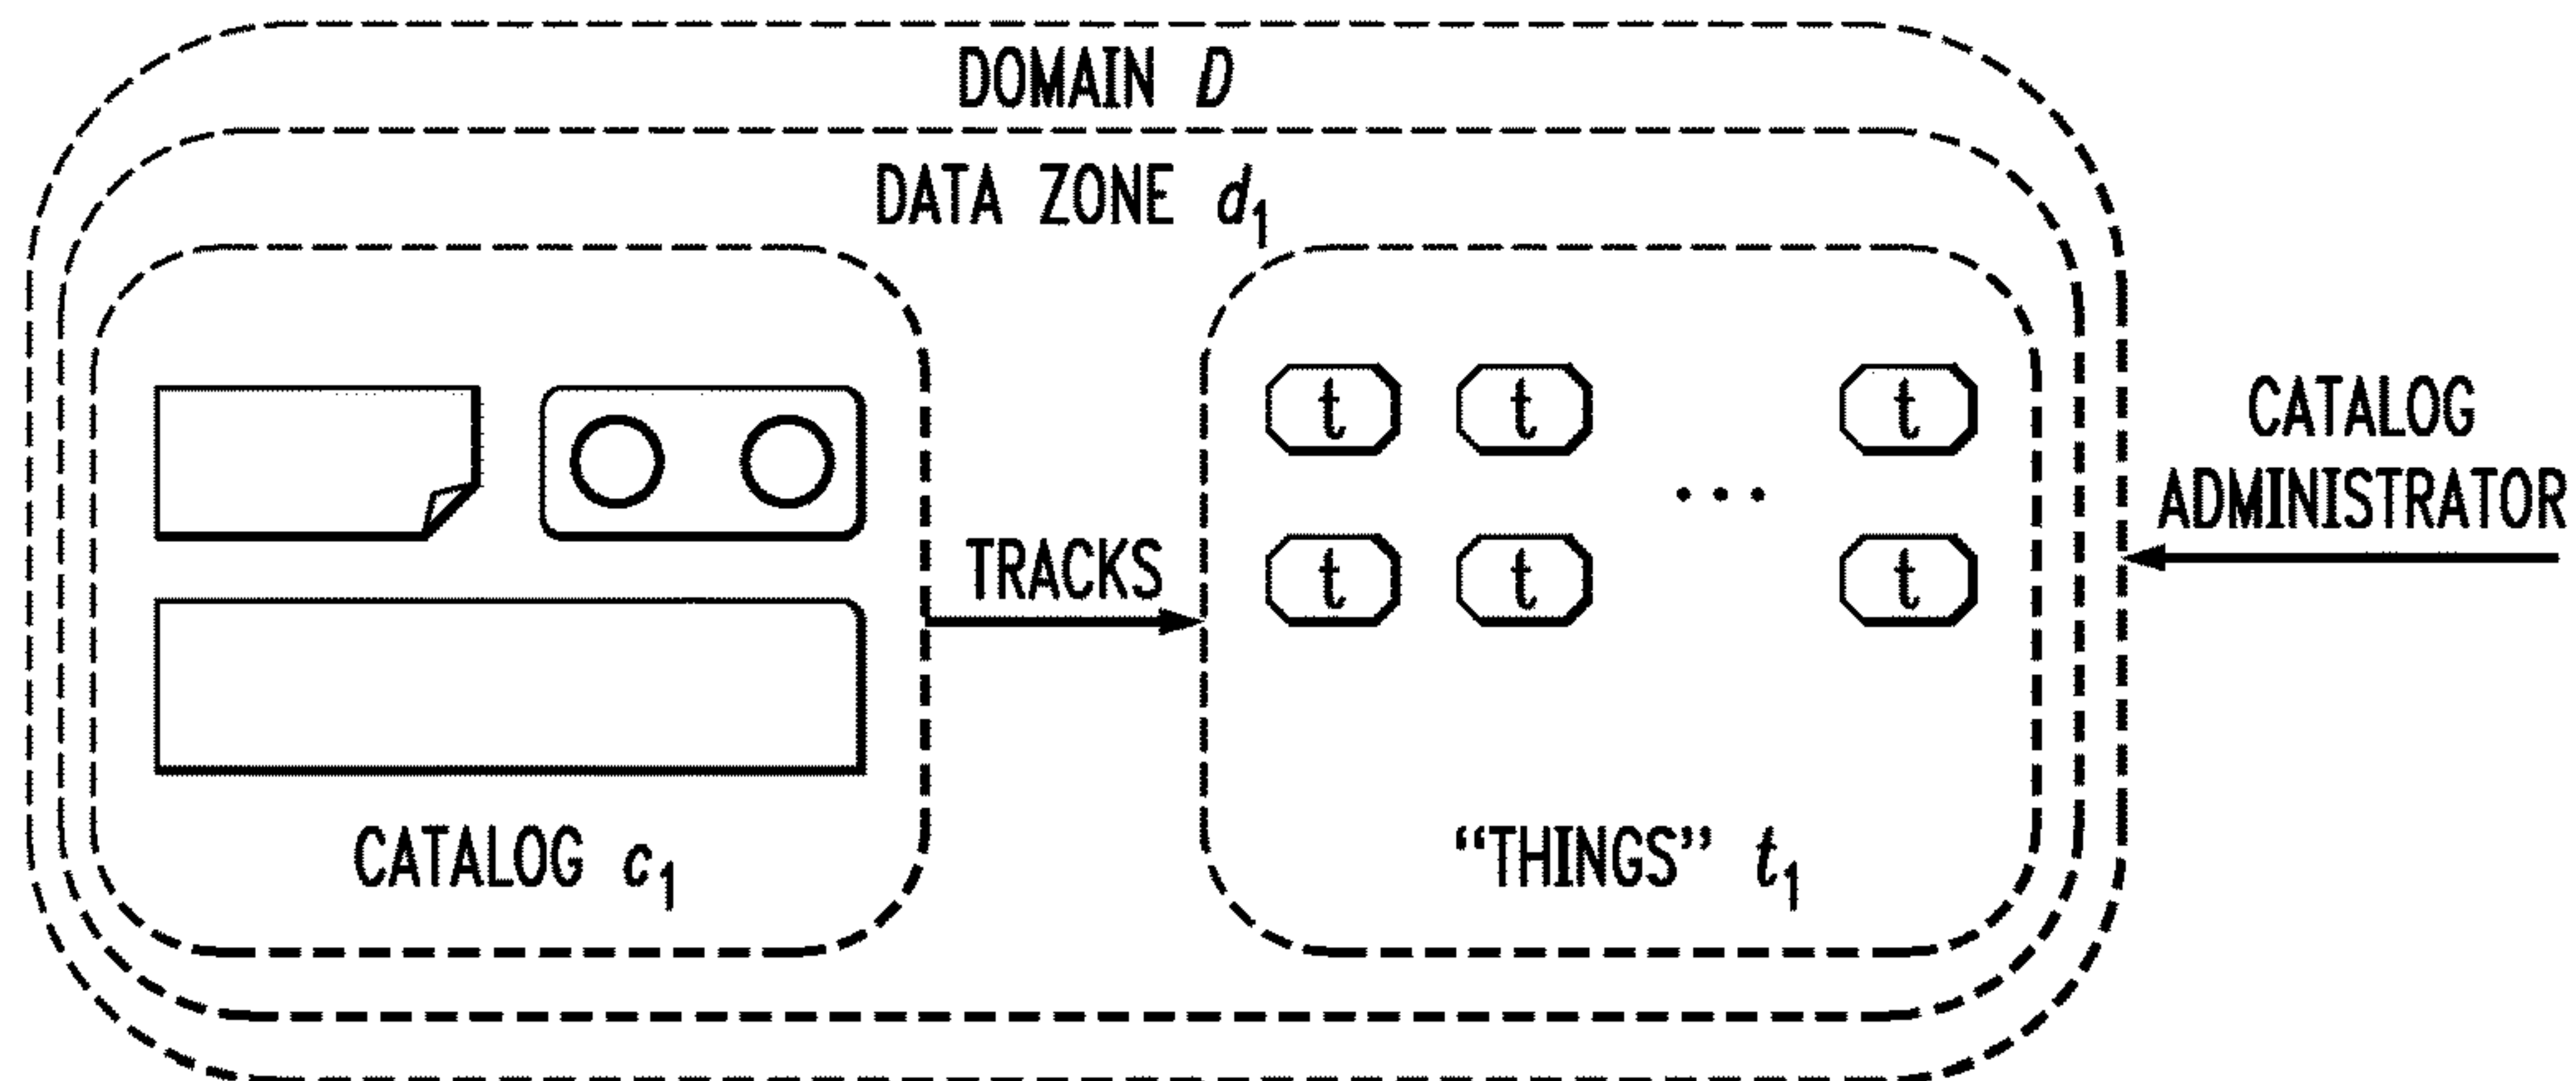 DOMAIN D
DATA ZONE d1
TRACKS
t t t
...
t t t
CATALOG c1
“THINGS” t1
CATALOG
ADMINISTRATOR